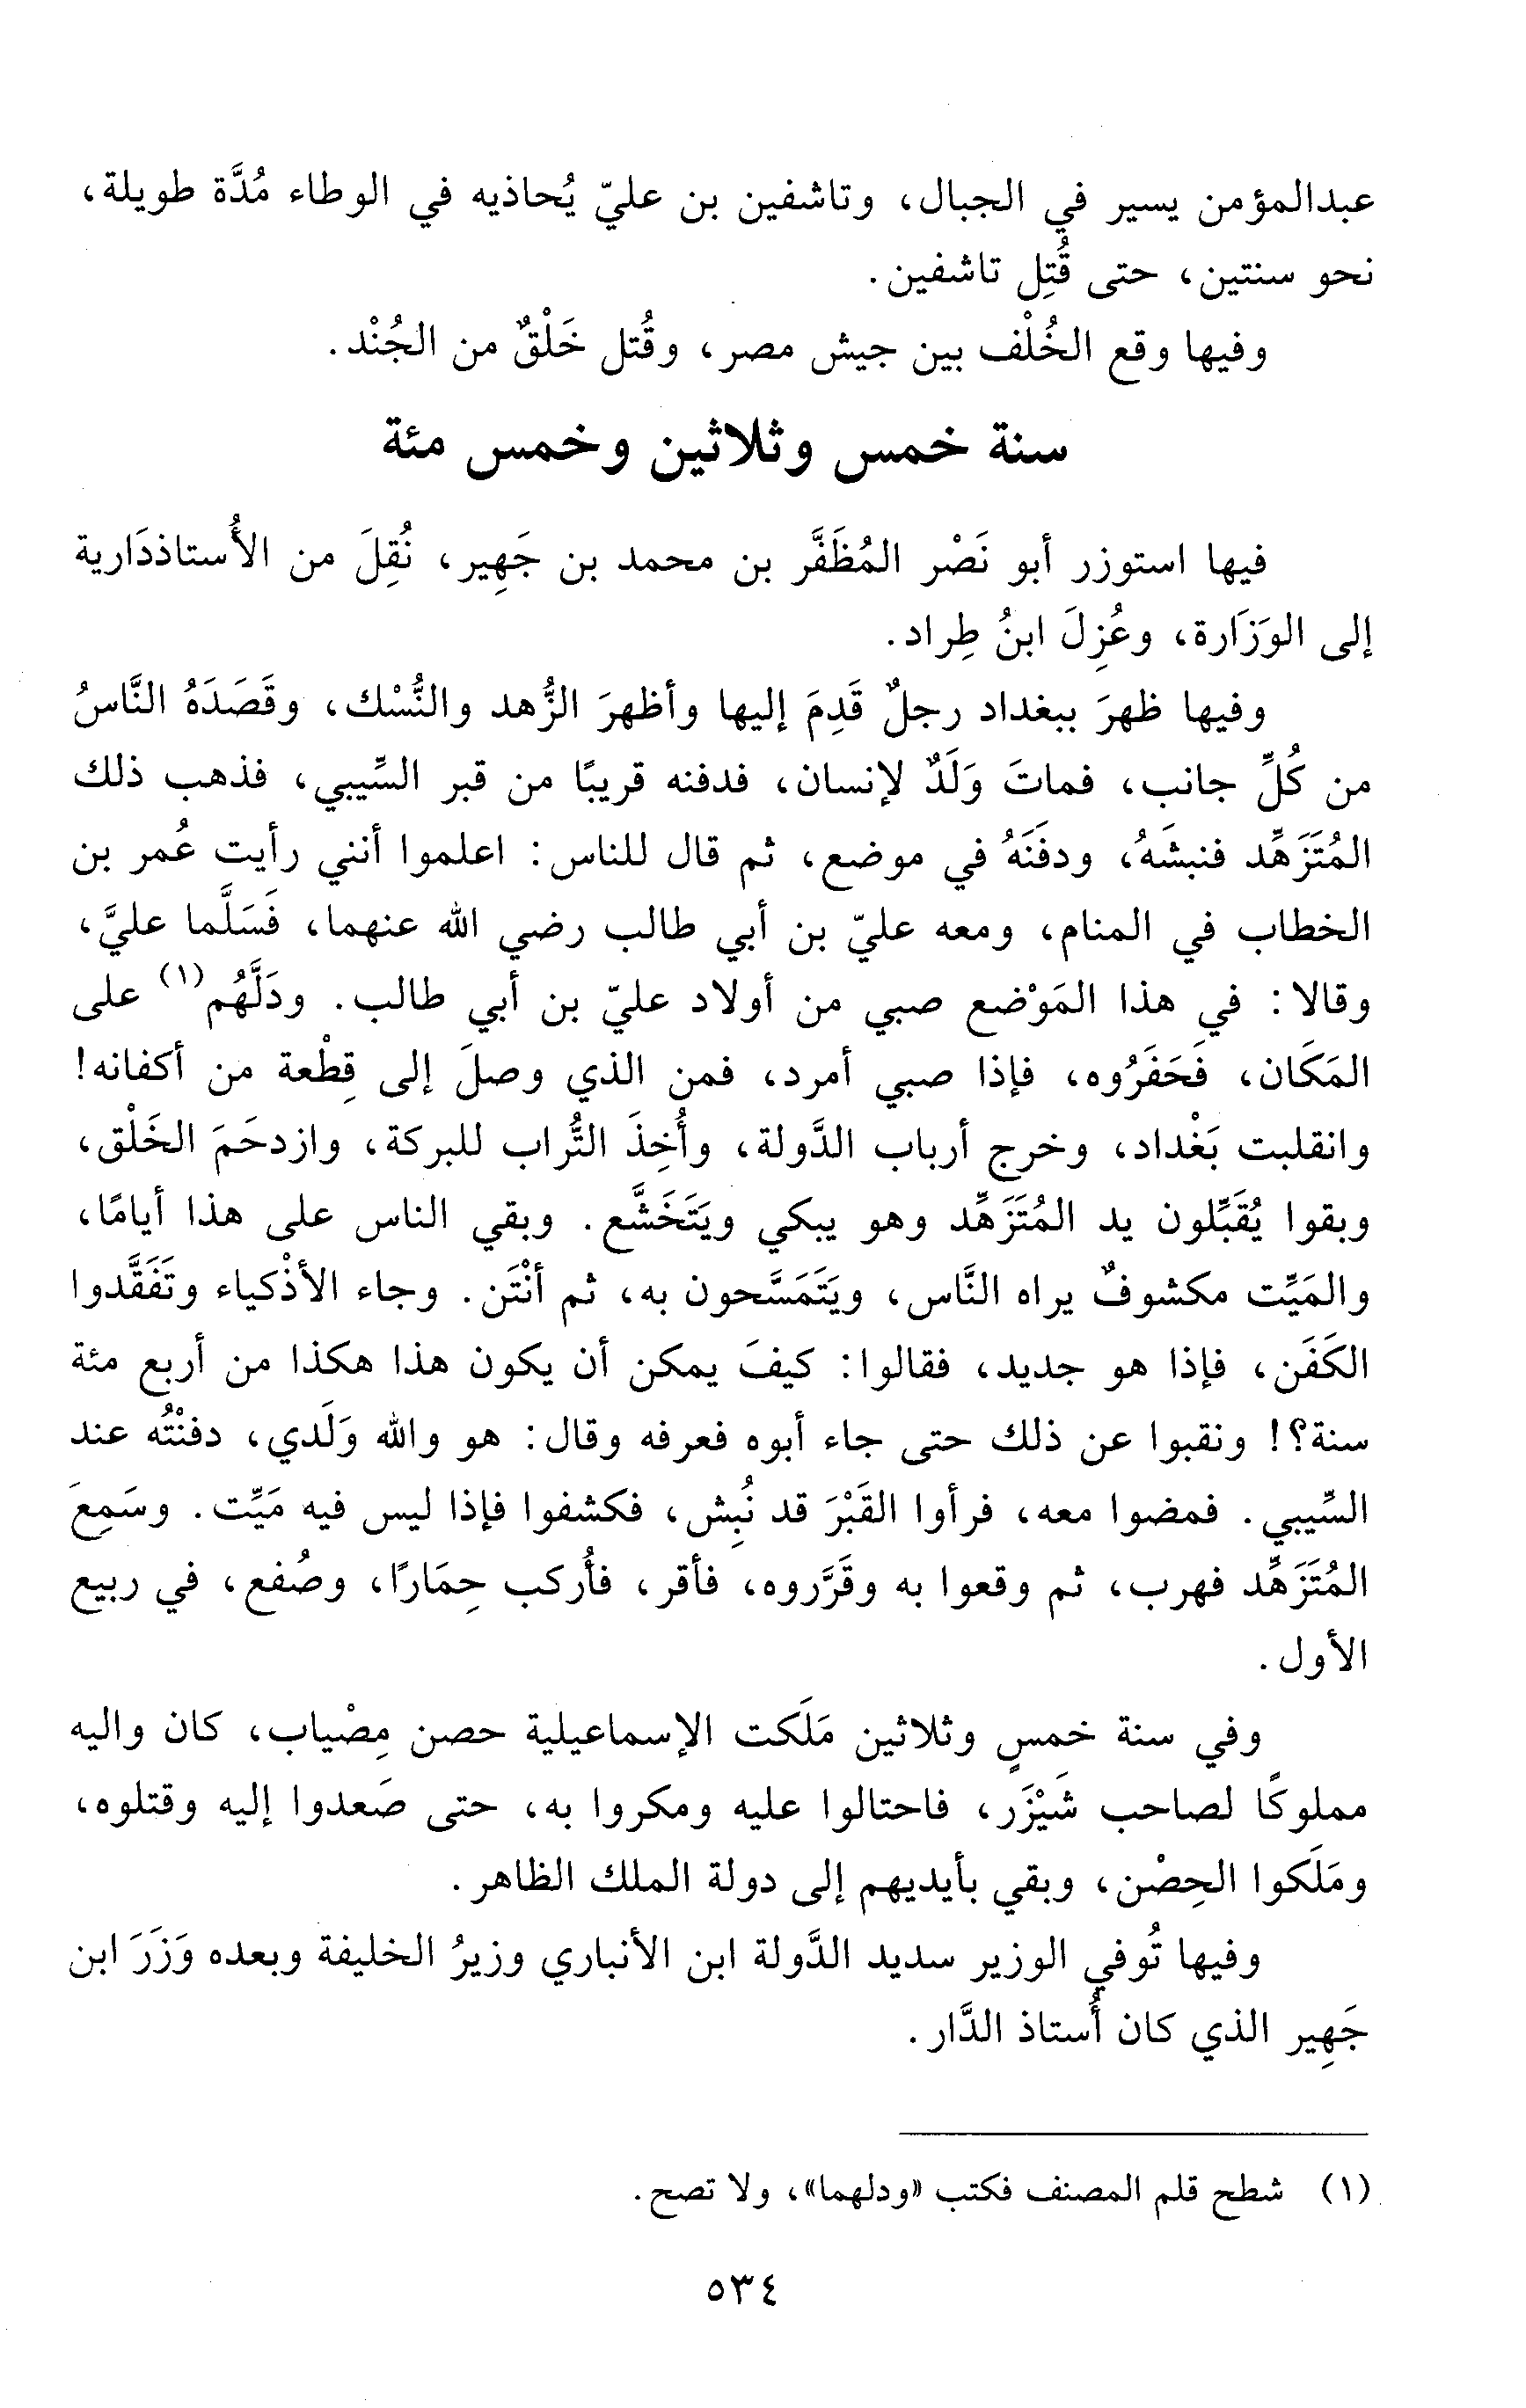 عبدالمؤمن يسير في الجبال، وتاشفين بن عليّ يُحاذيه في الوطاء مُدَّة طويلة،
نحو سنتين، حتى قُتِل تاشفين.
وفيها وقع الخُلْف بين جيش مصر، وقُتل خَلْقٌ من الجُنْد.
سنة خمس وثلاثين وخمس مئة
فيها استوزر أبو نَصْر المُظَفَّر بن محمد بن جَهِير، نُقِلَ من الأُستاذدَارية
إلى الوَزَارة، وعُزِلَ ابنُ طِراد.
وفيها ظهرَ ببغداد رجلٌ قَدِمَ إليها وأظهرَ الزُّهد والنُّسْك، وقَصَدَهُ النَّاسُ
من كُلِّ جانب، فماتَ وَلَدٌ لإنسان، فدفنه قريبًا من قبر السِّيبي، فذهب ذلك
المُتَزَهِّد فنبشَهُ، ودفَنَهُ في موضع، ثم قال للناس: اعلموا أنني رأيت عُمر بن
الخطاب في المنام، ومعه عليّ بن أبي طالب رضي الله عنهما، فَسَلَّما عليَّ،
وقالا: في هذا المَوْضع صبي من أولاد عليّ بن أبي طالب. ودَلَّهُم(١) على
المَكَان، فَحَفَرُوه، فإذا صبي أمرد، فمن الذي وصلَ إلى قِطْعة من أكفانه!
وانقلبت بَغْداد، وخرج أرباب الدَّولة، وأُخِذَ التُّراب للبركة، وازدحَمَ الخَلْق،
وبقوا يُقَبِّلون يد المُتَزَهِّد وهو يبكي ويَتَخَشَّع. وبقي الناس على هذا أيامًا،
والمَيِّت مكشوفٌ يراه النَّاس، ويَتَمَسَّحون به، ثم أنْتَن. وجاء الأذْكياء وتَفَقَّدوا
الكَفَن، فإذا هو جديد، فقالوا: كيفَ يمكن أن يكون هذا هكذا من أربع مئة
سنة؟! ونقبوا عن ذلك حتى جاء أبوه فعرفه وقال: هو والله وَلَدي، دفنْتُه عند
السِّيبي. فمضوا معه، فرأوا القَبْرَ قد نُبِش، فكشفوا فإذا ليس فيه مَيِّت. وسَمِعَ
المُتَزَهِّد فهرب، ثم وقعوا به وقَرَّروه، فأقر، فأُركب حِمَارًا، وصُفع، في ربيع
الأول.
وفي سنة خمسٍ وثلاثين مَلَكت الإسماعيلية حصن مِصْياب، كان واليه
مملوكًا لصاحب شَيْزَر، فاحتالوا عليه ومكروا به، حتى صَعدوا إليه وقتلوه،
ومَلَكوا الحِصْن، وبقي بأيديهم إلى دولة الملك الظاهر.
وفيها تُوفي الوزير سديد الدَّولة ابن الأنباري وزيرُ الخليفة وبعده وَزَرَ ابن
جَهِير الذي كان أُستاذ الدَّار.
(١) شطح قلم المصنف فكتب «ودلهما»، ولا تصح.
٥٣٤